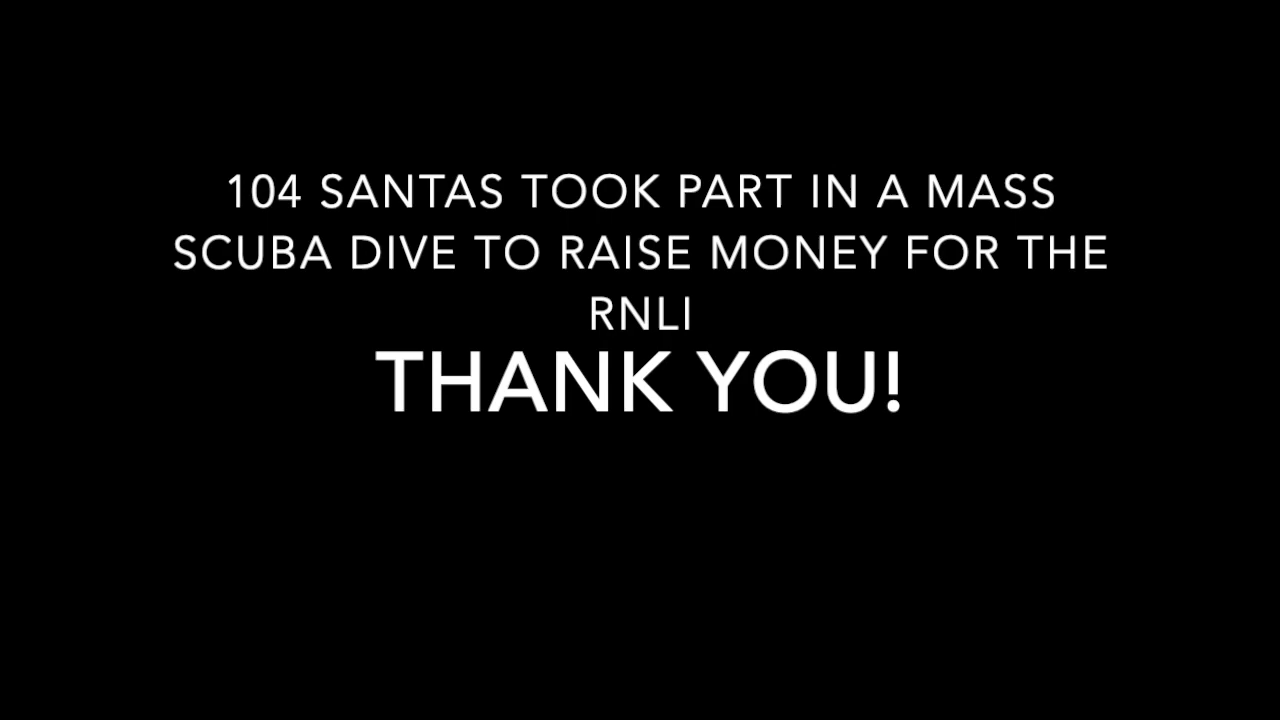 104 SANTAS TOOK PART IN A MASS
SCUBA DIVE TO RAISE MONEY FOR THE
RNLI
THANK YOU!